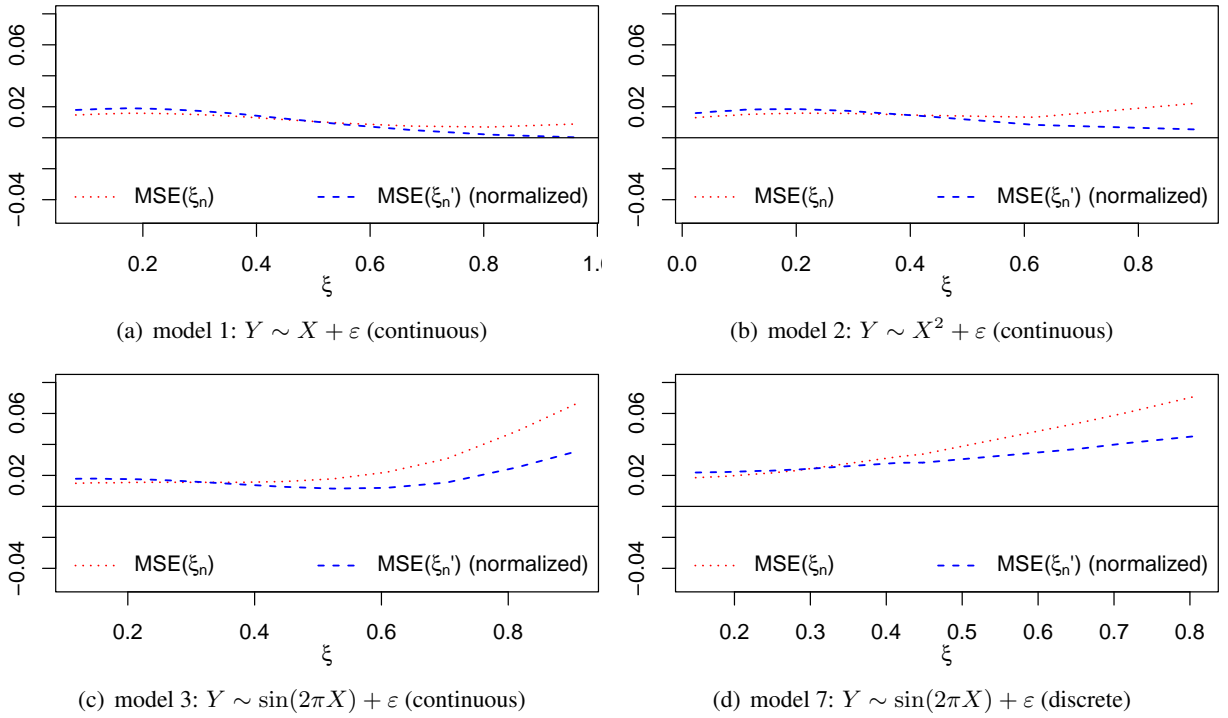 0.06
0.02
−0.04
MSE(ξn) MSE(ξn') (normalized)
0.2 0.4 0.6 0.8 1.0
ξ
(a) model 1: Y ∼ X + ε (continuous)
0.06
0.02
−0.04
MSE(ξn) MSE(ξn') (normalized)
0.0 0.2 0.4 0.6 0.8
ξ
(b) model 2: Y ∼ X² + ε (continuous)
0.06
0.02
−0.04
MSE(ξn) MSE(ξn') (normalized)
0.2 0.4 0.6 0.8
ξ
(c) model 3: Y ∼ sin(2πX) + ε (continuous)
0.06
0.02
−0.04
MSE(ξn) MSE(ξn') (normalized)
0.2 0.3 0.4 0.5 0.6 0.7 0.8
ξ
(d) model 7: Y ∼ sin(2πX) + ε (discrete)